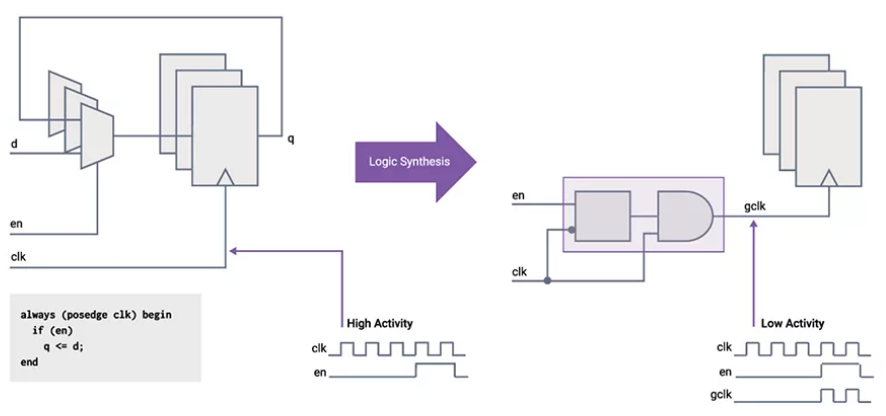 d
q
en
clk
Logic Synthesis
en
gclk
clk
always (posedge clk) begin
if (en)
q <= d;
end
High Activity
clk
en
Low Activity
clk
en
gclk